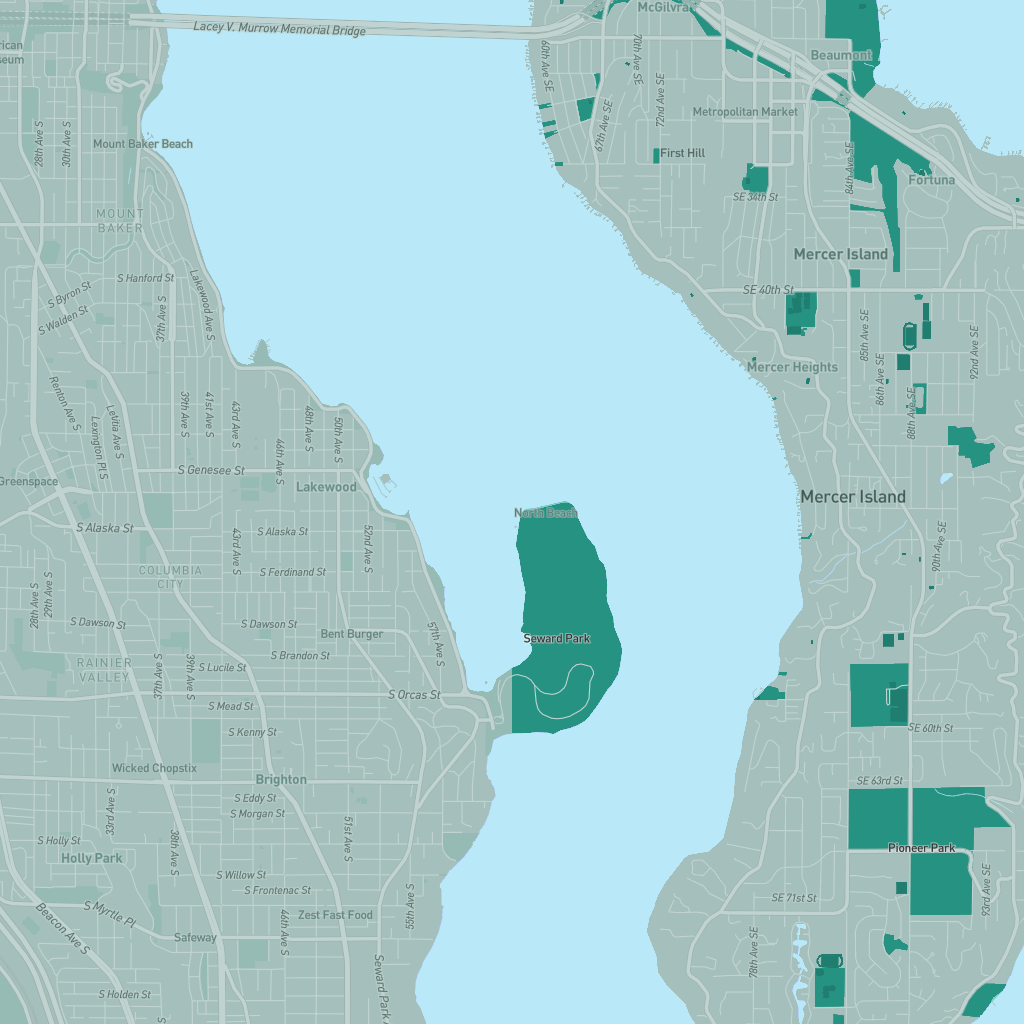 McGilvra
Lacey V. Murrow Memorial Bridge
rican
seum
60th Ave SE
70th Ave SE
Beaumont
72nd Ave SE
67th Ave SE
Metropolitan Market
28th Ave S
30th Ave S
Mount Baker Beach
First Hill
84th Ave SE
Fortuna
SE 34th St
MOUNT
BAKER
Mercer Island
S Hanford St
Lakewood Ave S
S Byron St
SE 40th St
S Walden St
37th Ave S
85th Ave SE
92nd Ave SE
Mercer Heights
86th Ave SE
Renton Ave S
Letitia Ave S
39th Ave S
41st Ave S
43rd Ave S
48th Ave S
50th Ave S
88th Ave SE
Lexington Pl S
46th Ave S
S Genesee St
Greenspace
Lakewood
Mercer Island
North Beach
S Alaska St
S Alaska St
43rd Ave S
52nd Ave S
90th Ave SE
COLUMBIA
CITY
S Ferdinand St
28th Ave S
29th Ave S
S Dawson St
S Dawson St
Bent Burger
57th Ave S
Seward Park
RAINIER
VALLEY
37th Ave S
39th Ave S
S Brandon St
S Lucile St
S Orcas St
S Mead St
S Kenny St
SE 60th St
Wicked Chopstix
Brighton
SE 63rd St
S Eddy St
33rd Ave S
S Morgan St
38th Ave S
51st Ave S
S Holly St
Holly Park
Pioneer Park
S Willow St
S Frontenac St
93rd Ave SE
SE 71st St
55th Ave S
Beacon Ave S
S Myrtle Pl
Zest Fast Food
46th Ave S
Safeway
78th Ave SE
Seward Park
S Holden St